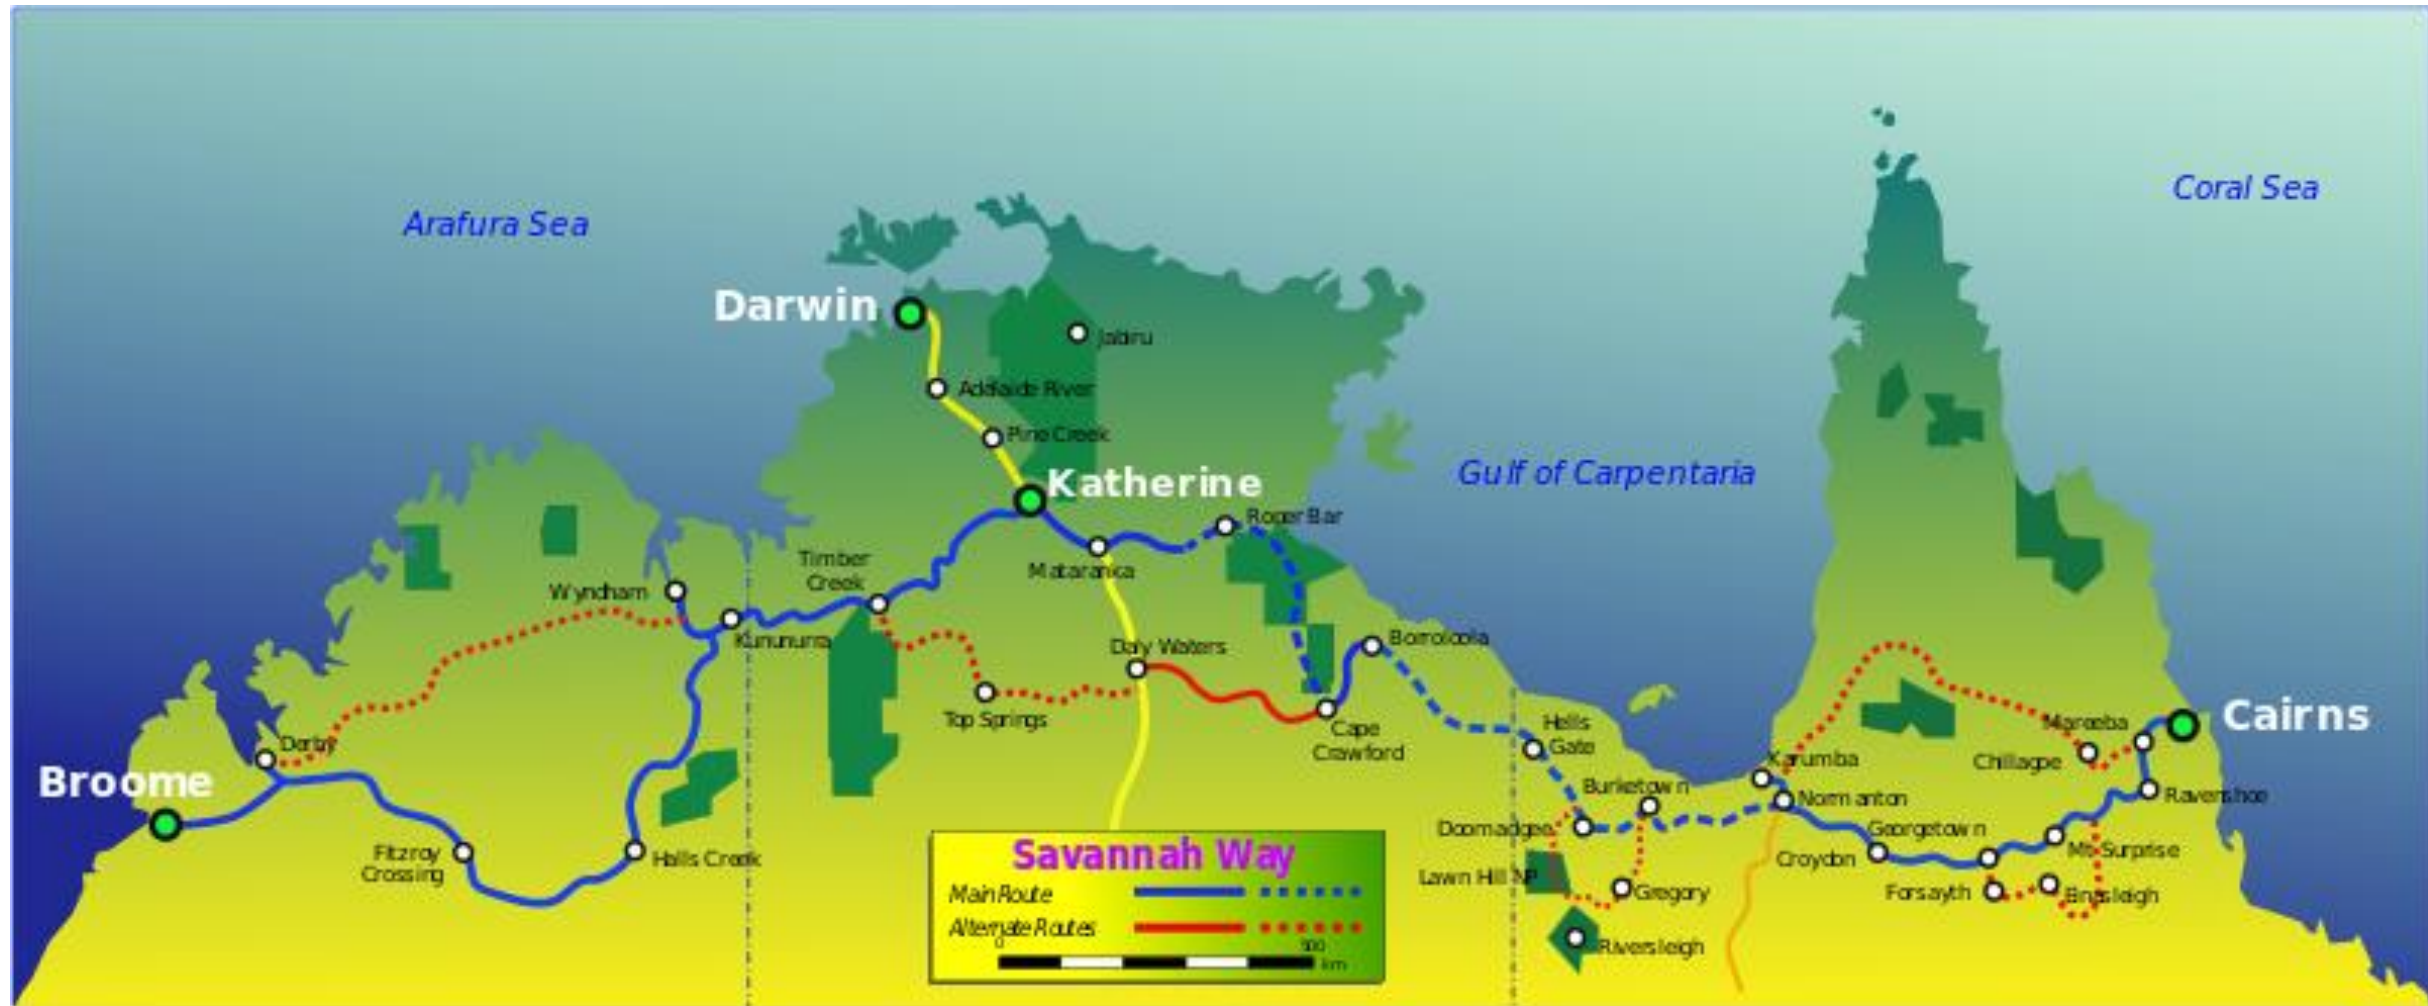 Coral Sea
Arafura Sea
Darwin
Jabiru
Adelaide River
Pine Creek
Katherine
Gulf of Carpentaria
Roper Bar
Timber
Creek
Mataranka
Wyndham
Kununurra
Daly Waters
Borroloola
Top Springs
Cape
Crawford
Hells
Gate
Mareeba
Cairns
Derby
Karumba
Chillagoe
Broome
Burketown
Normanton
Ravenshoe
Doomadgee
Georgetown
Fitzroy
Crossing
Halls Creek
Croydon
Mt Surprise
Lawn Hill NP
Gregory
Forsayth
Einasleigh
Riversleigh
Savannah Way
Main Route
Alternate Routes
0 500
km